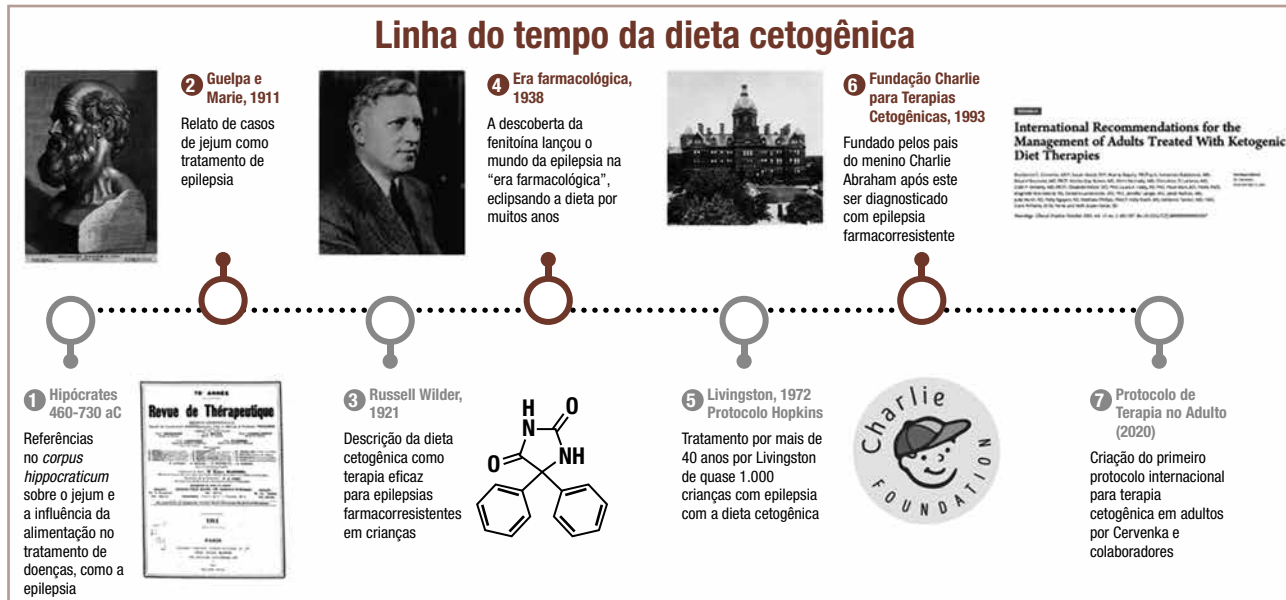 Linha do tempo da dieta cetogênica
1 Hipócrates
460-730 aC
Referências
no corpus
hippocraticum
sobre o jejum e
a influência da
alimentação no
tratamento de
doenças, como a
epilepsia
2 Guelpa e
Marie, 1911
Relato de casos
de jejum como
tratamento de
epilepsia
75e ANNÉE
Revue de Thérapeutique
1911
PARIS
3 Russell Wilder,
1921
Descrição da dieta
cetogênica como
terapia eficaz
para epilepsias
farmacorresistentes
em crianças
4 Era farmacológica,
1938
A descoberta da
fenitoína lançou o
mundo da epilepsia na
“era farmacológica”,
eclipsando a dieta por
muitos anos
H
N
O
O
NH
5 Livingston, 1972
Protocolo Hopkins
Tratamento por mais de
40 anos por Livingston
de quase 1.000
crianças com epilepsia
com a dieta cetogênica
6 Fundação Charlie
para Terapias
Cetogênicas, 1993
Fundado pelos pais
do menino Charlie
Abraham após este
ser diagnosticado
com epilepsia
farmacorresistente
Charlie
FOUNDATION
International Recommendations for the
Management of Adults Treated With Ketogenic
Diet Therapies
7 Protocolo de
Terapia no Adulto
(2020)
Criação do primeiro
protocolo internacional
para terapia
cetogênica em adultos
por Cervenka e
colaboradores